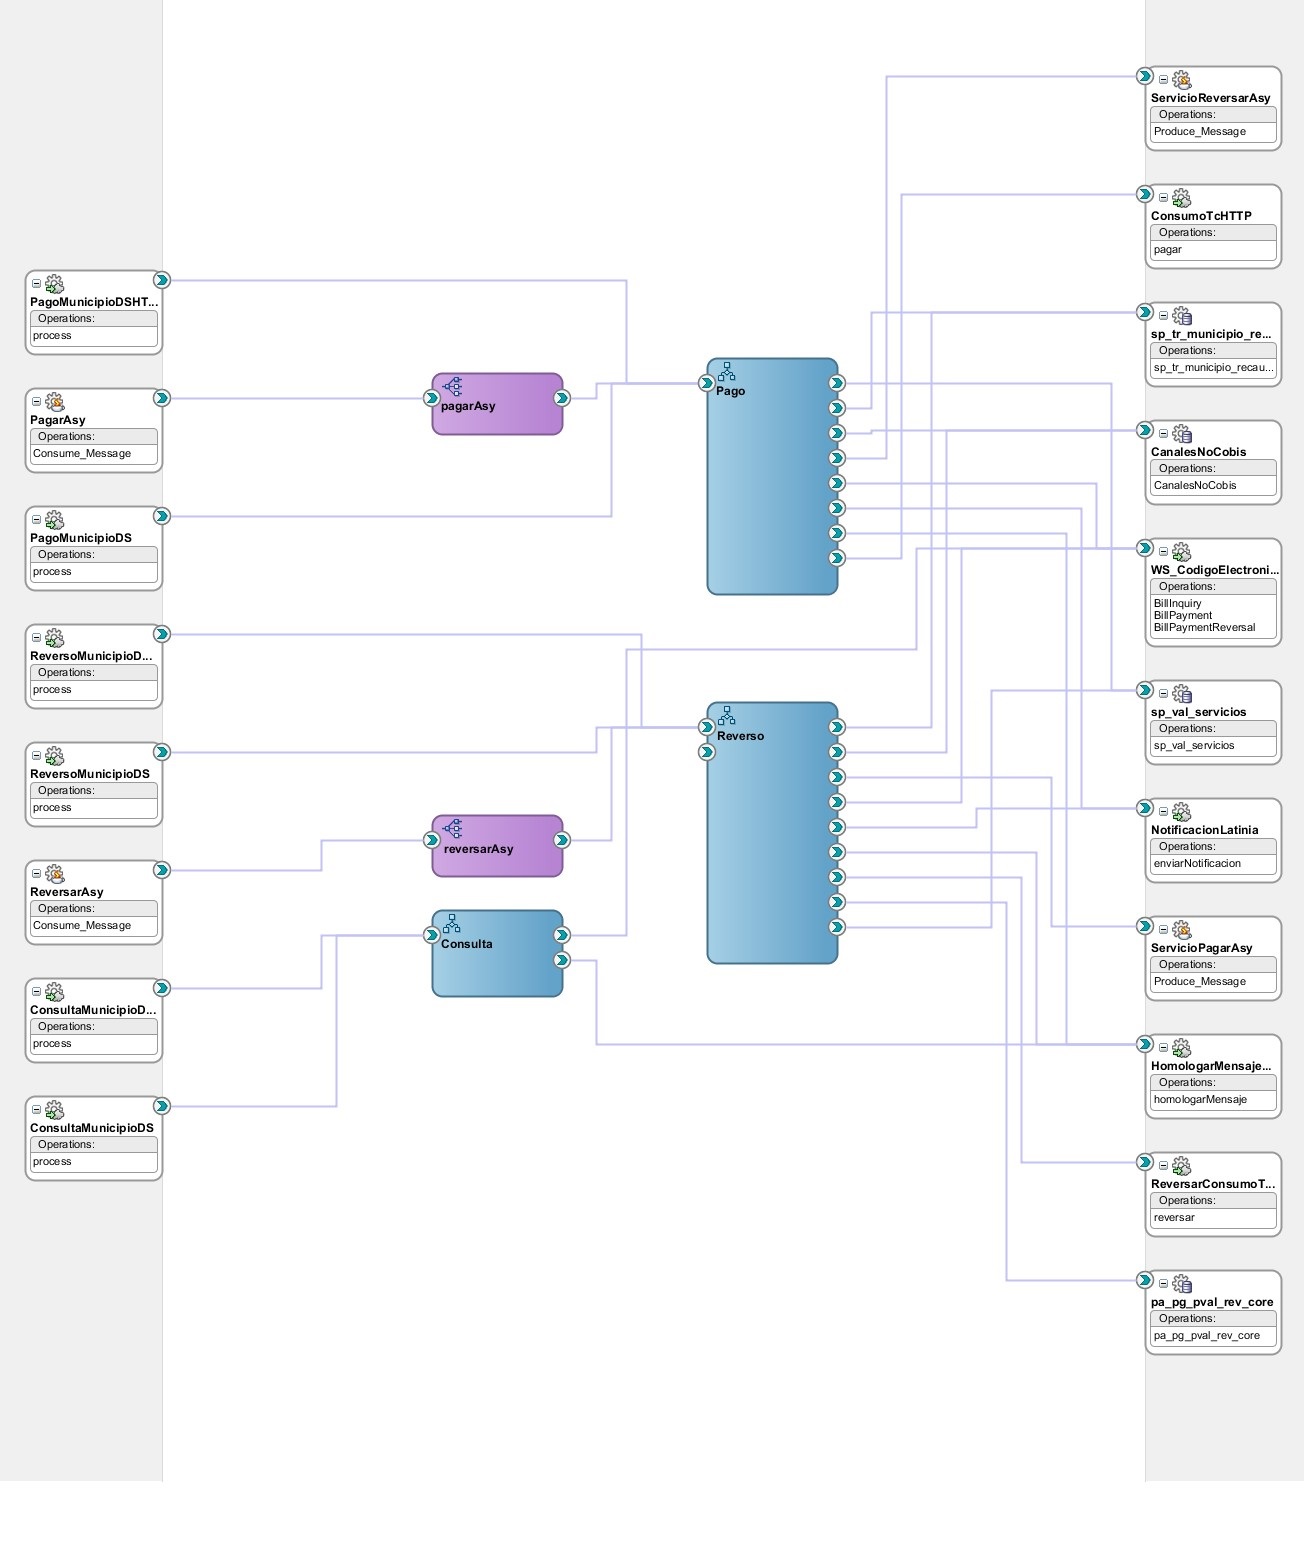 PagoMunicipioDSHT...
Operations:
process
PagarAsy
Operations:
Consume_Message
PagoMunicipioDS
Operations:
process
ReversoMunicipioD...
Operations:
process
ReversoMunicipioDS
Operations:
process
ReversarAsy
Operations:
Consume_Message
ConsultaMunicipioD...
Operations:
process
ConsultaMunicipioDS
Operations:
process
pagarAsy
reversarAsy
Consulta
Pago
Reverso
ServicioReversarAsy
Operations:
Produce_Message
ConsumoTcHTTP
Operations:
pagar
sp_tr_municipio_re...
Operations:
sp_tr_municipio_recau...
CanalesNoCobis
Operations:
CanalesNoCobis
WS_CodigoElectroni...
Operations:
BillInquiry
BillPayment
BillPaymentReversal
sp_val_servicios
Operations:
sp_val_servicios
NotificacionLatinia
Operations:
enviarNotificacion
ServicioPagarAsy
Operations:
Produce_Message
HomologarMensaje...
Operations:
homologarMensaje
ReversarConsumoT...
Operations:
reversar
pa_pg_pval_rev_core
Operations:
pa_pg_pval_rev_core